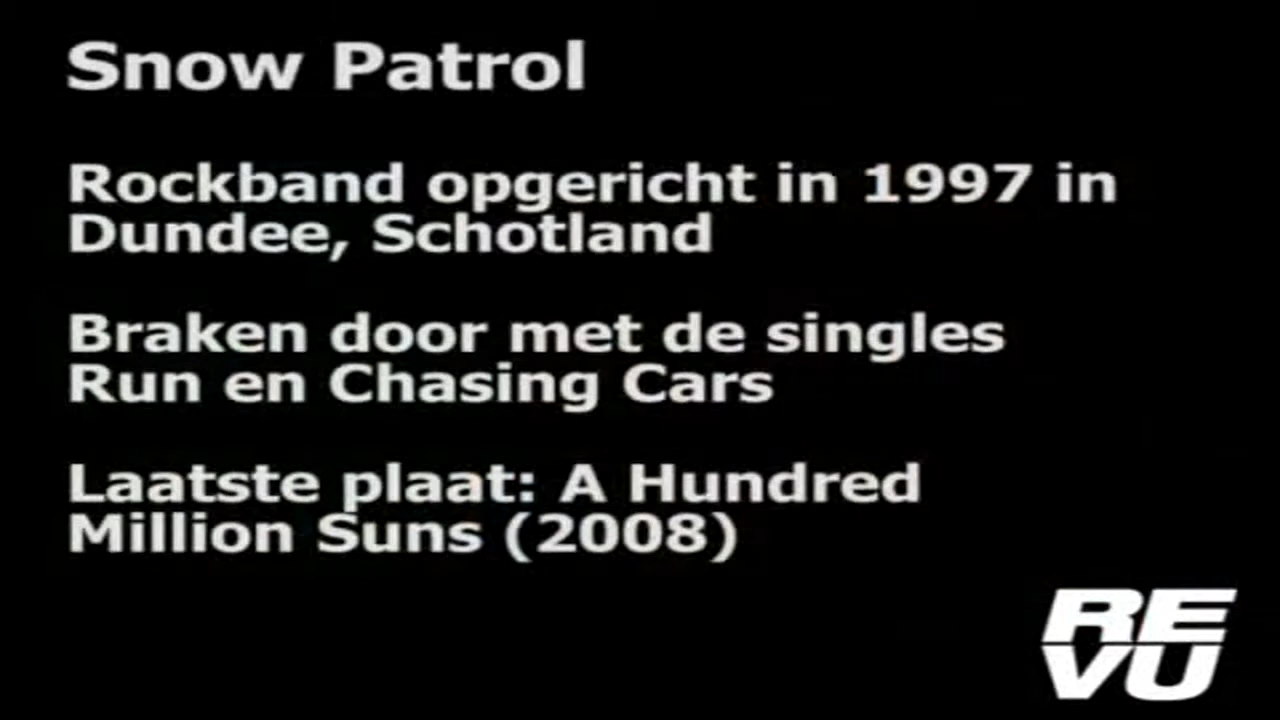 Snow Patrol
Rockband opgericht in 1997 in
Dundee, Schotland
Braken door met de singles
Run en Chasing Cars
Laatste plaat: A Hundred
Million Suns (2008)
RE
VU